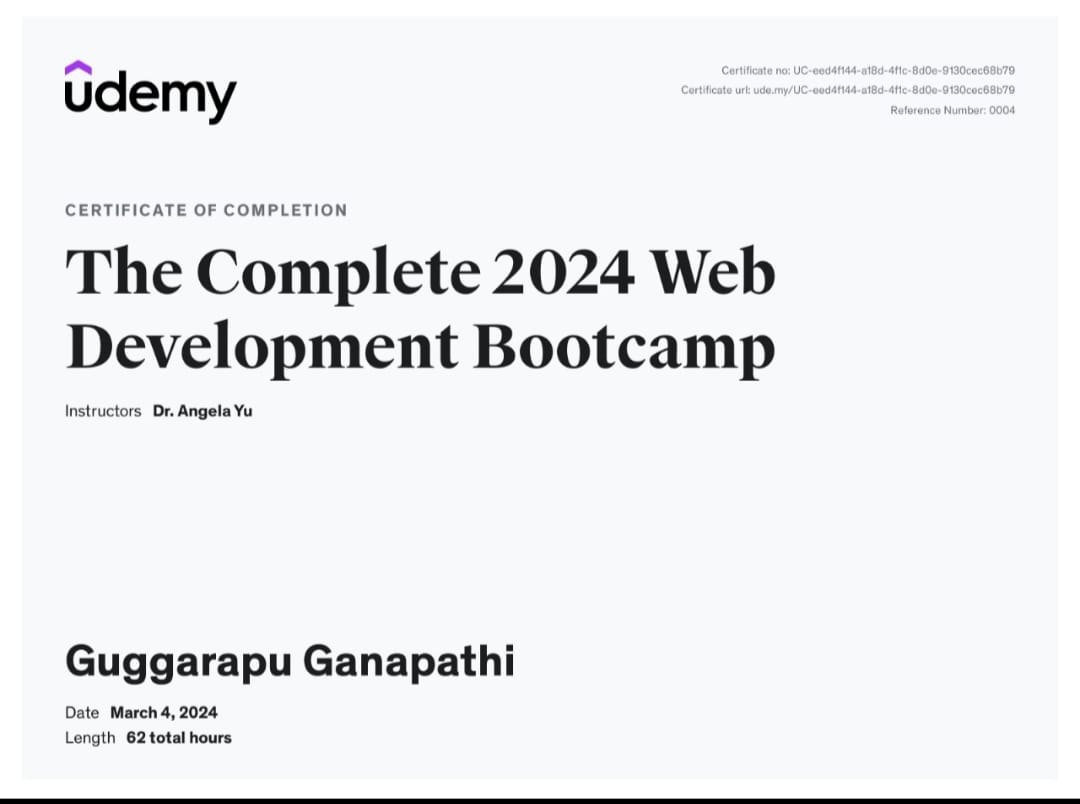 udemy
Certificate no: UC-eed4f144-a18d-4f1c-8d0e-9130cec68b79
Certificate url: ude.my/UC-eed4f144-a18d-4f1c-8d0e-9130cec68b79
Reference Number: 0004
CERTIFICATE OF COMPLETION
The Complete 2024 Web
Development Bootcamp
Instructors Dr. Angela Yu
Guggarapu Ganapathi
Date March 4, 2024
Length 62 total hours